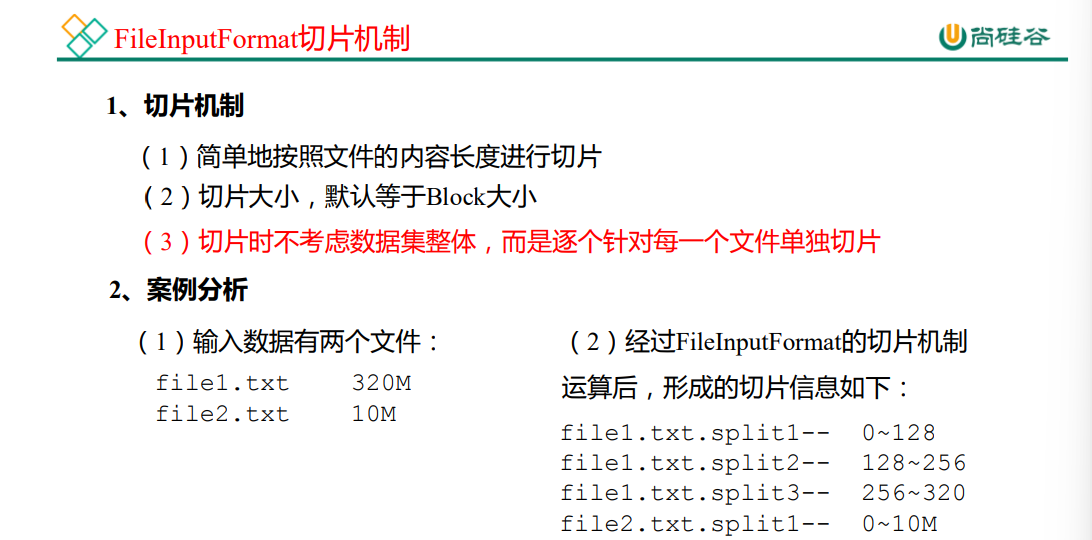 FileInputFormat切片机制
尚硅谷
1、切片机制
（1）简单地按照文件的内容长度进行切片
（2）切片大小，默认等于Block大小
（3）切片时不考虑数据集整体，而是逐个针对每一个文件单独切片
2、案例分析
（1）输入数据有两个文件：
file1.txt 320M
file2.txt 10M
（2）经过FileInputFormat的切片机制
运算后，形成的切片信息如下：
file1.txt.split1-- 0~128
file1.txt.split2-- 128~256
file1.txt.split3-- 256~320
file2.txt.split1-- 0~10M